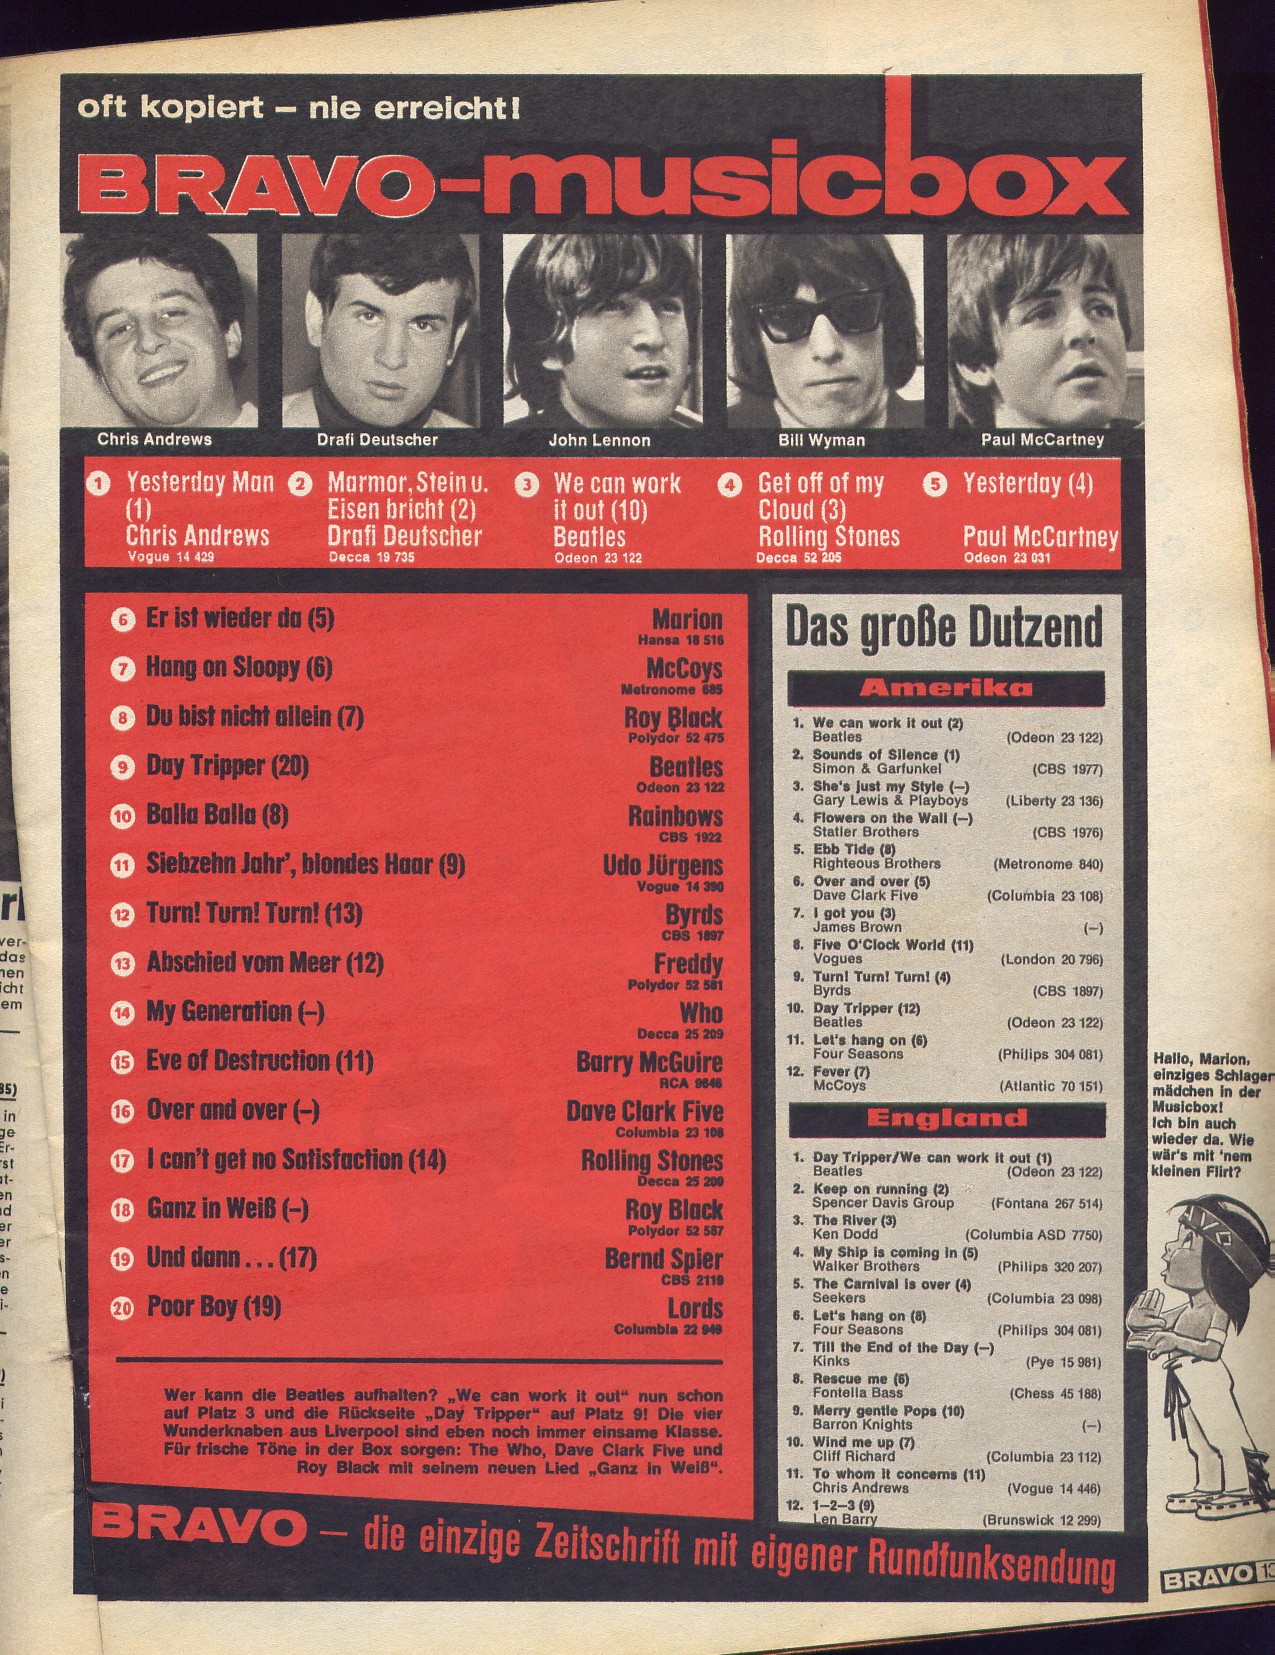 oft kopiert – nie erreicht!
BRAVO-musicbox
Chris Andrews
Drafi Deutscher
John Lennon
Bill Wyman
Paul McCartney
1 Yesterday Man
(1)
Chris Andrews
Vogue 14 429
2 Marmor, Stein u.
Eisen bricht (2)
Drafi Deutscher
Decca 19 735
3 We can work
it out (10)
Beatles
Odeon 23 122
4 Get off of my
Cloud (3)
Rolling Stones
Decca 52 205
5 Yesterday (4)
Paul McCartney
Odeon 23 031
6 Er ist wieder da (5) Marion
Hansa 18 516
7 Hang on Sloopy (6) McCoys
Metronome 685
8 Du bist nicht allein (7) Roy Black
Polydor 52 475
9 Day Tripper (20) Beatles
Odeon 23 122
10 Balla Balla (8) Rainbows
CBS 1922
11 Siebzehn Jahr', blondes Haar (9) Udo Jürgens
Vogue 14 390
12 Turn! Turn! Turn! (13) Byrds
CBS 1897
13 Abschied vom Meer (12) Freddy
Polydor 52 581
14 My Generation (–) Who
Decca 25 209
15 Eve of Destruction (11) Barry McGuire
RCA 9646
16 Over and over (–) Dave Clark Five
Columbia 23 108
17 I can't get no Satisfaction (14) Rolling Stones
Decca 25 200
18 Ganz in Weiß (–) Roy Black
Polydor 52 587
19 Und dann . . . (17) Bernd Spier
CBS 2119
20 Poor Boy (19) Lords
Columbia 22 949
Wer kann die Beatles aufhalten? „We can work it out“ nun schon
auf Platz 3 und die Rückseite „Day Tripper“ auf Platz 9! Die vier
Wunderknaben aus Liverpool sind eben noch immer einsame Klasse.
Für frische Töne in der Box sorgen: The Who, Dave Clark Five und
Roy Black mit seinem neuen Lied „Ganz in Weiß“.
Das große Dutzend
Amerika
1. We can work it out (2)
Beatles (Odeon 23 122)
2. Sounds of Silence (1)
Simon & Garfunkel (CBS 1977)
3. She's just my Style (–)
Gary Lewis & Playboys (Liberty 23 136)
4. Flowers on the Wall (–)
Statler Brothers (CBS 1976)
5. Ebb Tide (8)
Righteous Brothers (Metronome 840)
6. Over and over (5)
Dave Clark Five (Columbia 23 108)
7. I got you (3)
James Brown (–)
8. Five O'Clock World (11)
Vogues (London 20 796)
9. Turn! Turn! Turn! (4)
Byrds (CBS 1897)
10. Day Tripper (12)
Beatles (Odeon 23 122)
11. Let's hang on (6)
Four Seasons (Philips 304 081)
12. Fever (7)
McCoys (Atlantic 70 151)
England
1. Day Tripper/We can work it out (1)
Beatles (Odeon 23 122)
2. Keep on running (2)
Spencer Davis Group (Fontana 267 514)
3. The River (3)
Ken Dodd (Columbia ASD 7750)
4. My Ship is coming in (5)
Walker Brothers (Philips 320 207)
5. The Carnival is over (4)
Seekers (Columbia 23 098)
6. Let's hang on (8)
Four Seasons (Philips 304 081)
7. Till the End of the Day (–)
Kinks (Pye 15 981)
8. Rescue me (6)
Fontella Bass (Chess 45 188)
9. Merry gentle Pops (10)
Barron Knights (–)
10. Wind me up (7)
Cliff Richard (Columbia 23 112)
11. To whom it concerns (11)
Chris Andrews (Vogue 14 446)
12. 1–2–3 (9)
Len Barry (Brunswick 12 299)
BRAVO – die einzige Zeitschrift mit eigener Rundfunksendung
Hallo, Marion,
einziges Schlager
mädchen in der
Musicbox!
Ich bin auch
wieder da. Wie
wär's mit 'nem
kleinen Flirt?
BRAVO